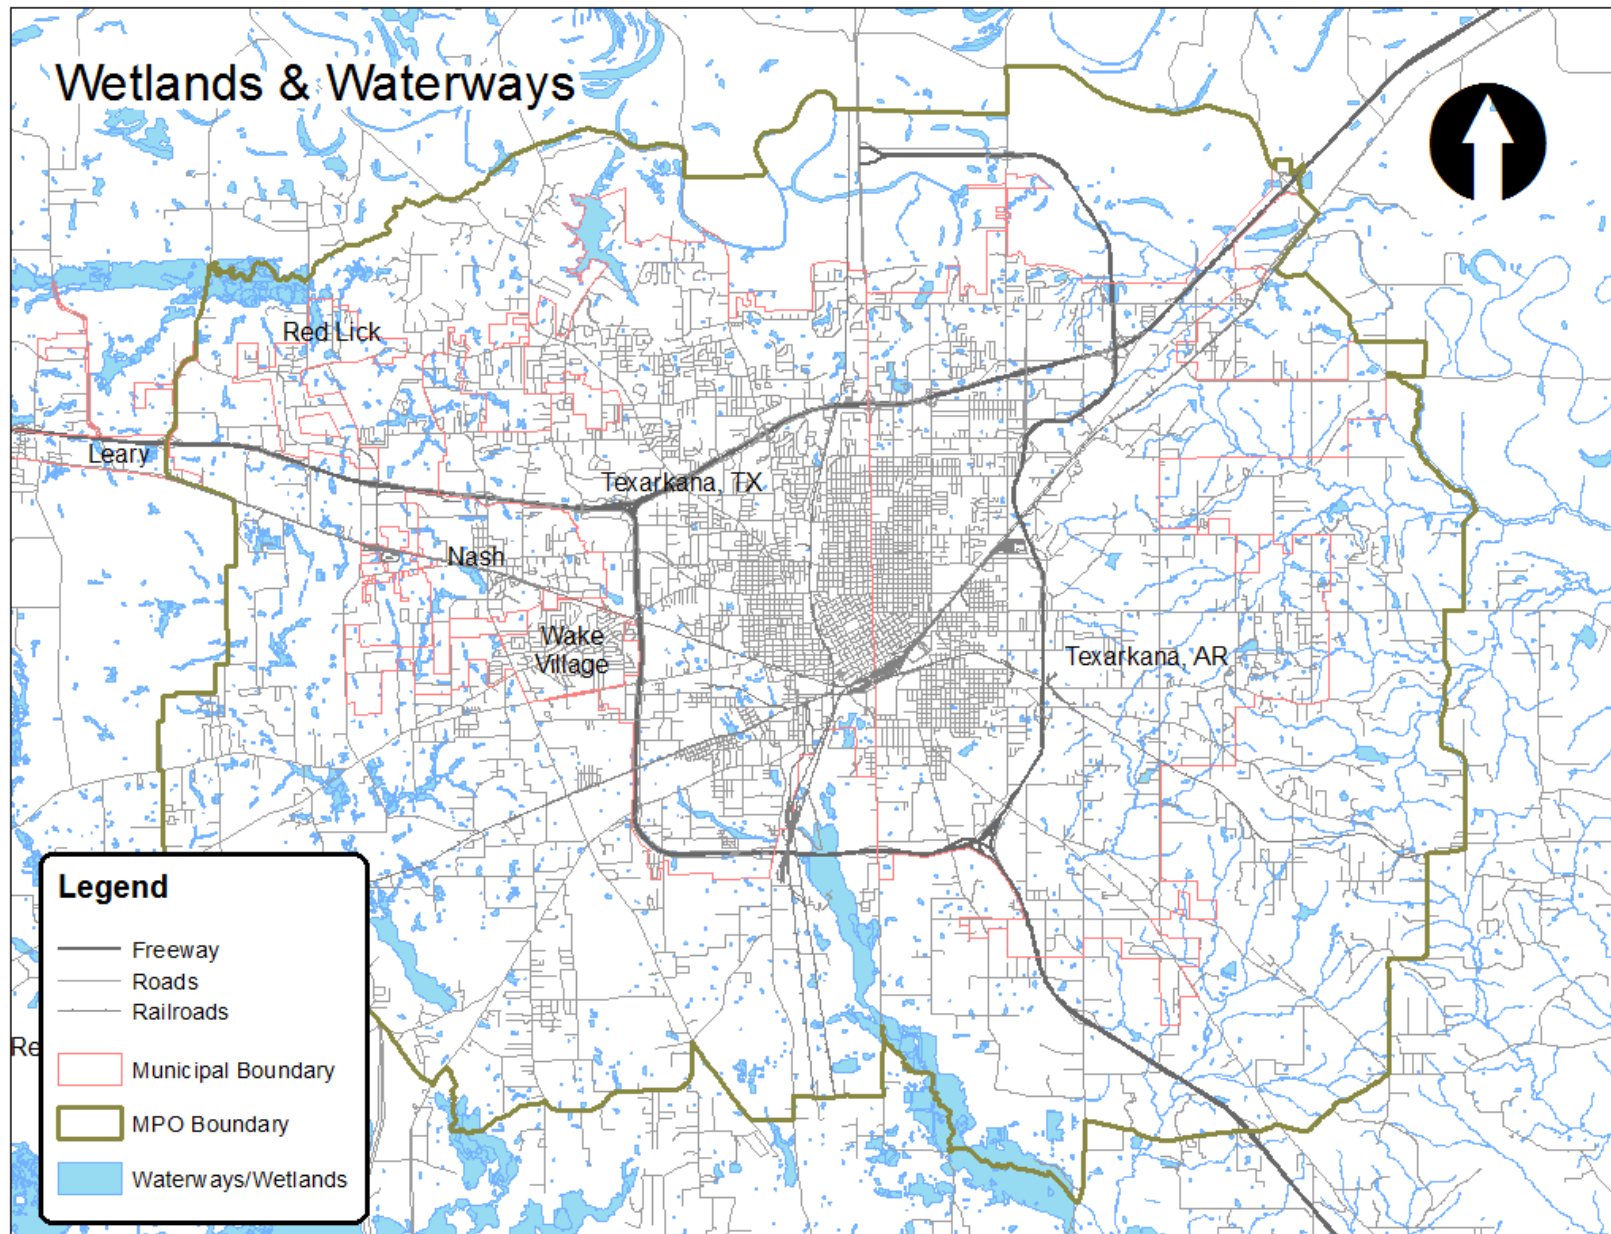 Wetlands & Waterways
Red Lick
Leary
Texarkana, TX
Nash
Wake
Village
Texarkana, AR
Legend
Freeway
Roads
Railroads
Re
Municipal Boundary
MPO Boundary
Waterways/Wetlands